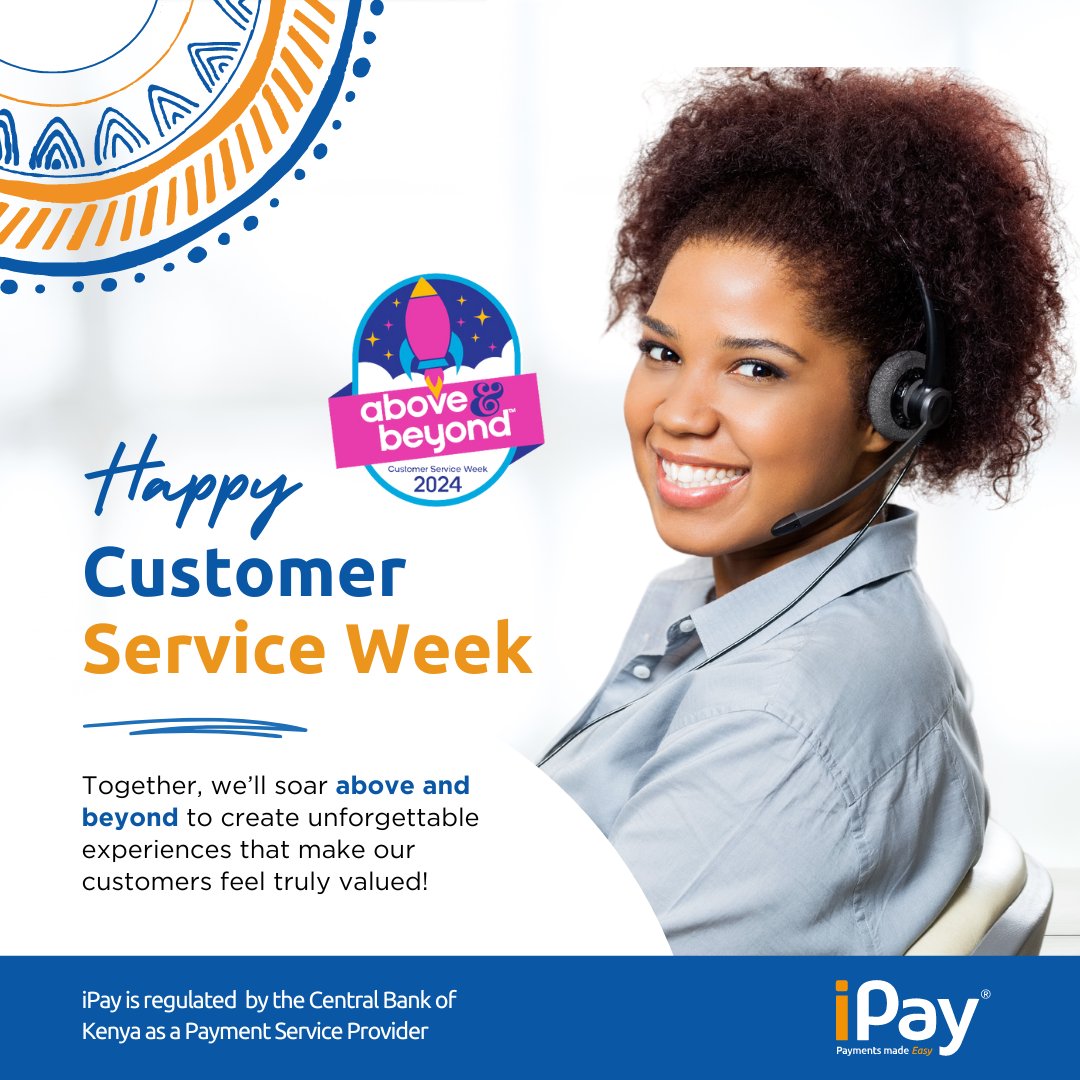 above &
beyond™
Customer Service Week
2024
Happy
Customer
Service Week
Together, we’ll soar above and
beyond to create unforgettable
experiences that make our
customers feel truly valued!
iPay is regulated by the Central Bank of
Kenya as a Payment Service Provider
iPay®
Payments made Easy